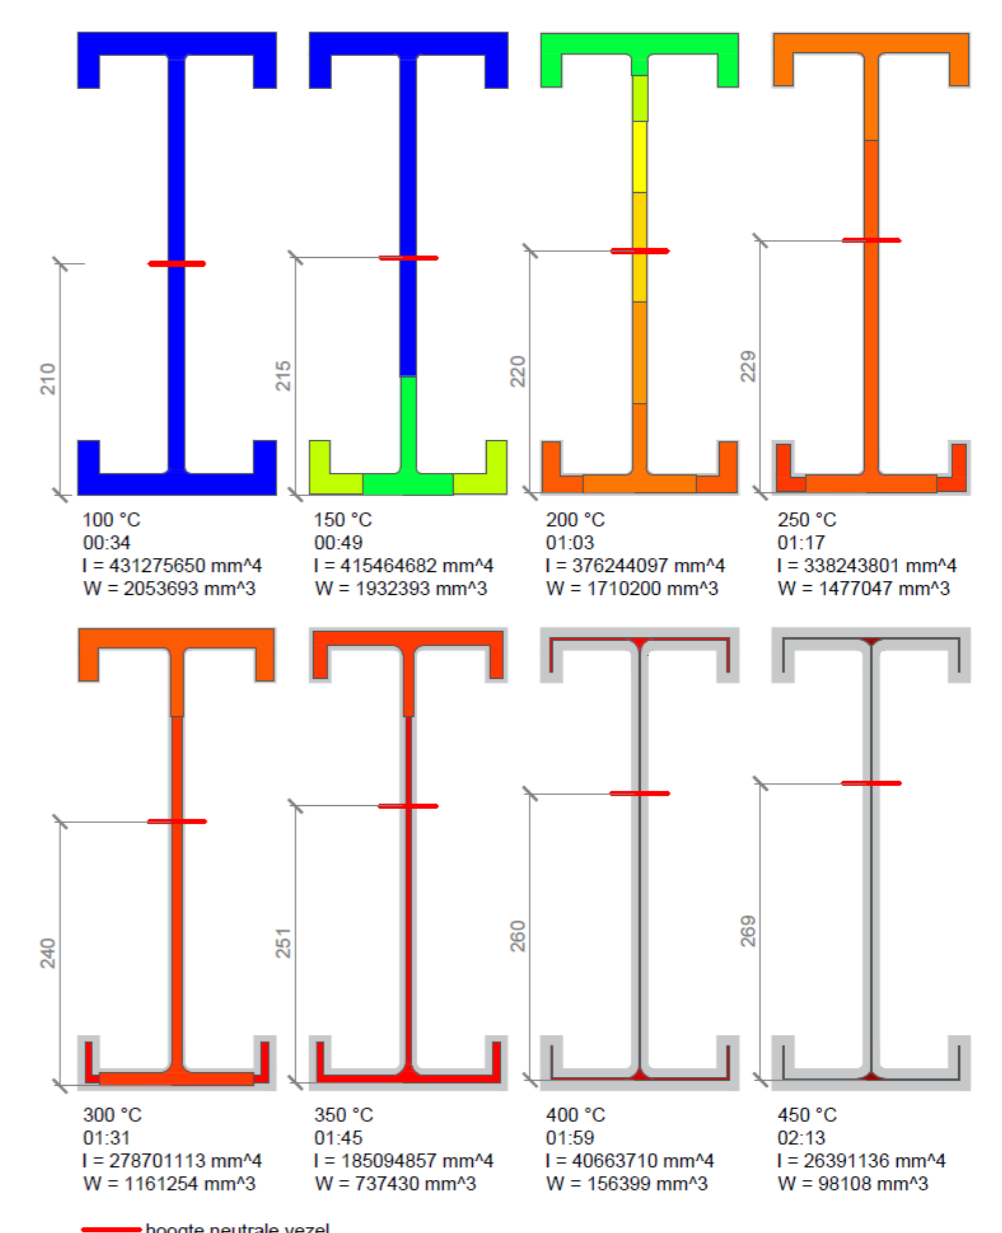 210
215
220
229
100 °C
00:34
I = 431275650 mm^4
W = 2053693 mm^3
150 °C
00:49
I = 415464682 mm^4
W = 1932393 mm^3
200 °C
01:03
I = 376244097 mm^4
W = 1710200 mm^3
250 °C
01:17
I = 338243801 mm^4
W = 1477047 mm^3
240
251
260
269
300 °C
01:31
I = 278701113 mm^4
W = 1161254 mm^3
350 °C
01:45
I = 185094857 mm^4
W = 737430 mm^3
400 °C
01:59
I = 40663710 mm^4
W = 156399 mm^3
450 °C
02:13
I = 26391136 mm^4
W = 98108 mm^3
hoogte neutrale vezel